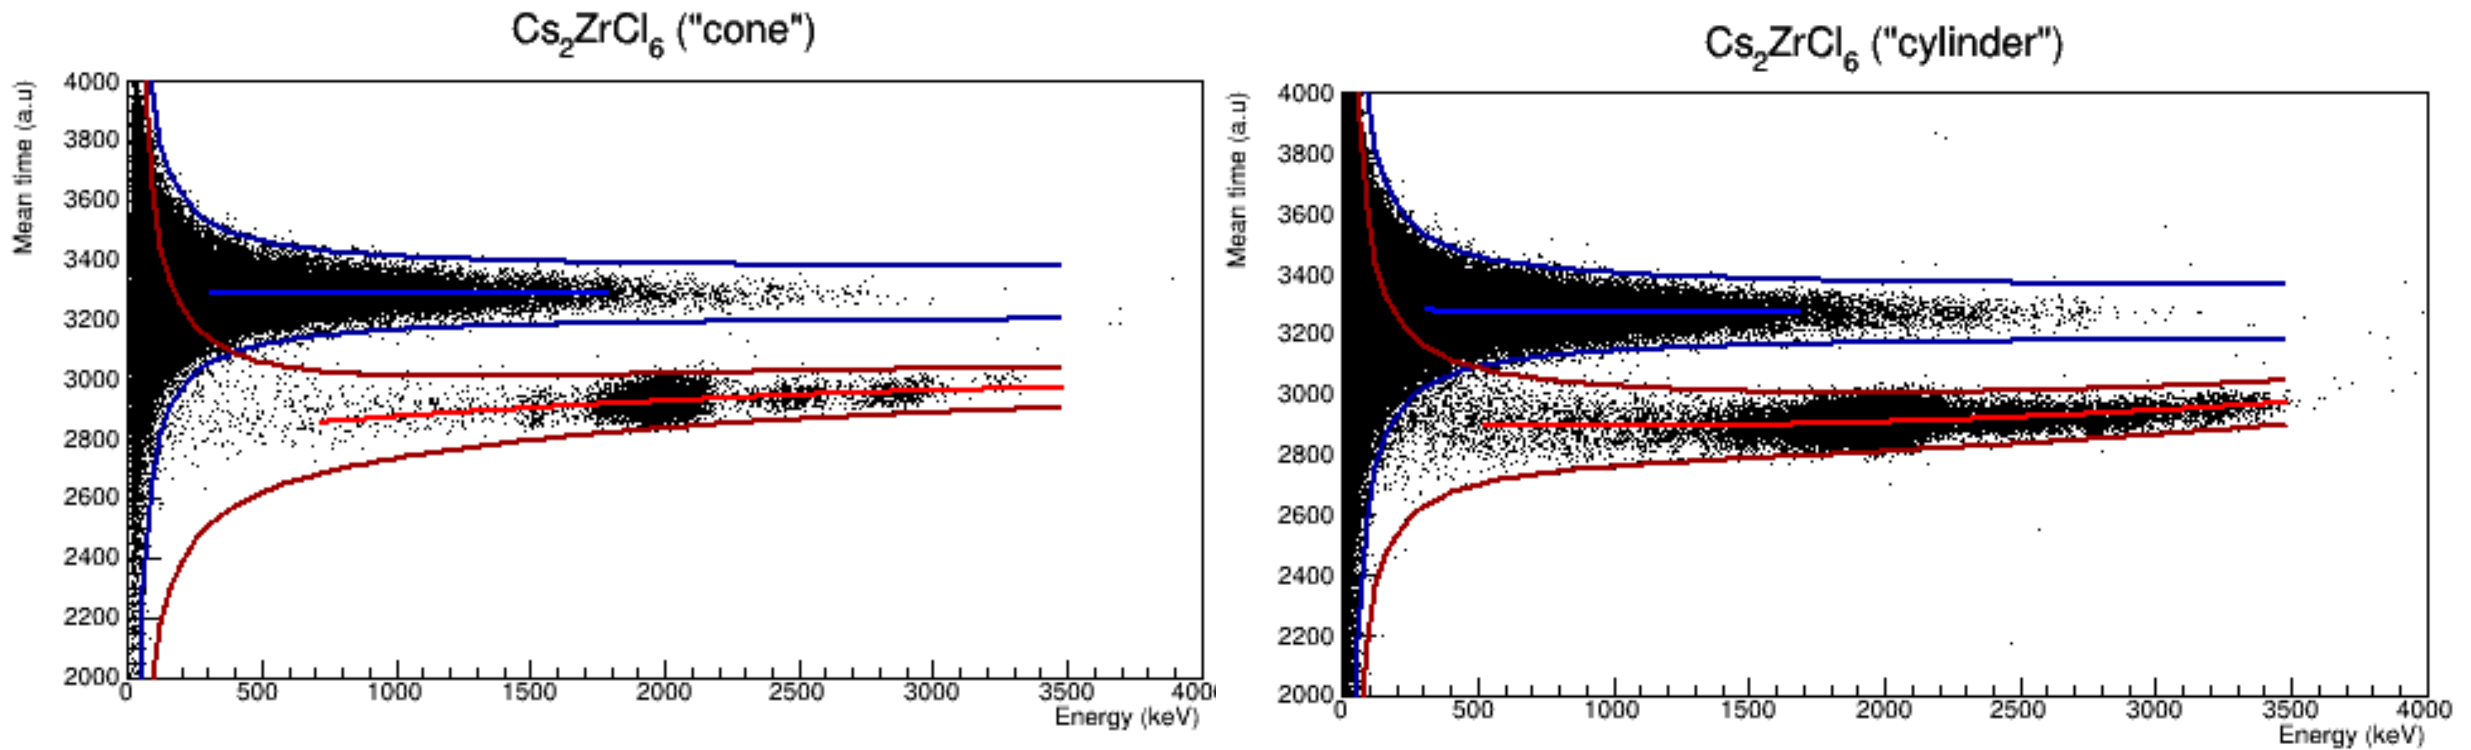 Cs2ZrCl6 ("cone")
Mean time (a.u)
4000
3800
3600
3400
3200
3000
2800
2600
2400
2200
2000
0 500 1000 1500 2000 2500 3000 3500 400
Energy (keV)
Cs2ZrCl6 ("cylinder")
Mean time (a.u)
4000
3800
3600
3400
3200
3000
2800
2600
2400
2200
2000
0 500 1000 1500 2000 2500 3000 3500 4000
Energy (keV)